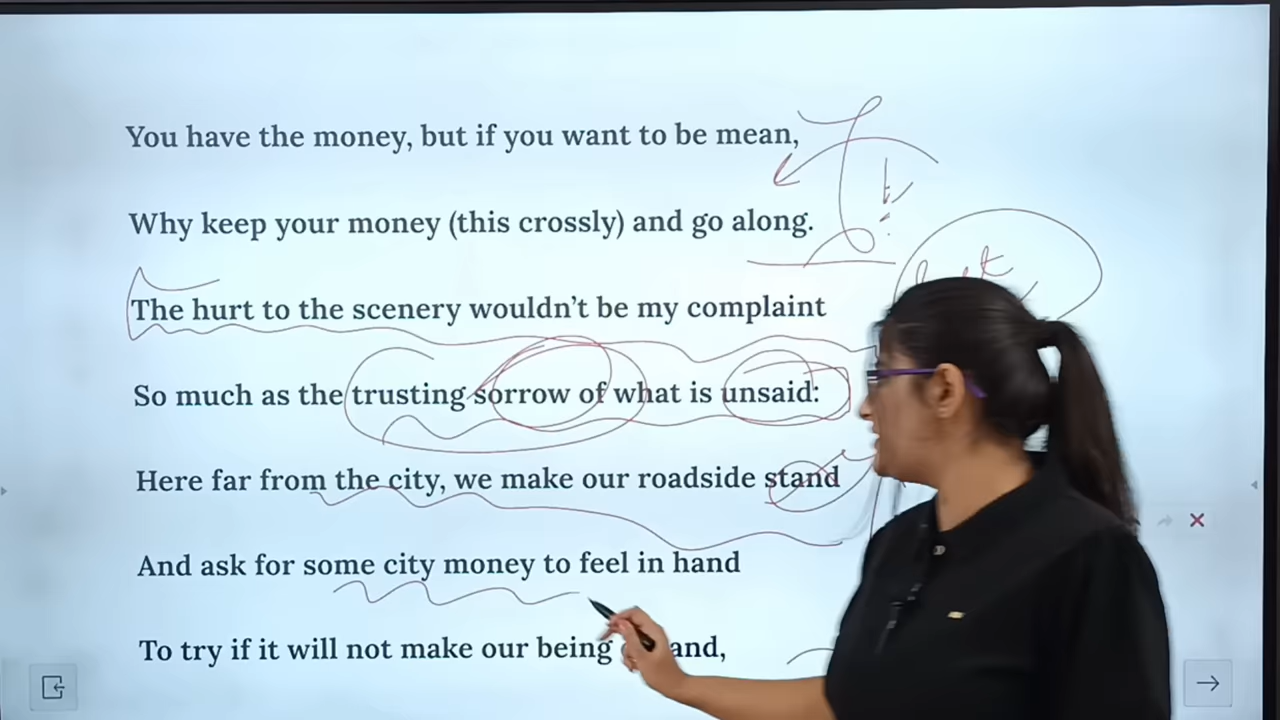 You have the money, but if you want to be mean,
Why keep your money (this crossly) and go along.
The hurt to the scenery wouldn't be my complaint
So much as the trusting sorrow of what is unsaid:
Here far from the city, we make our roadside stand
And ask for some city money to feel in hand
To try if it will not make our being